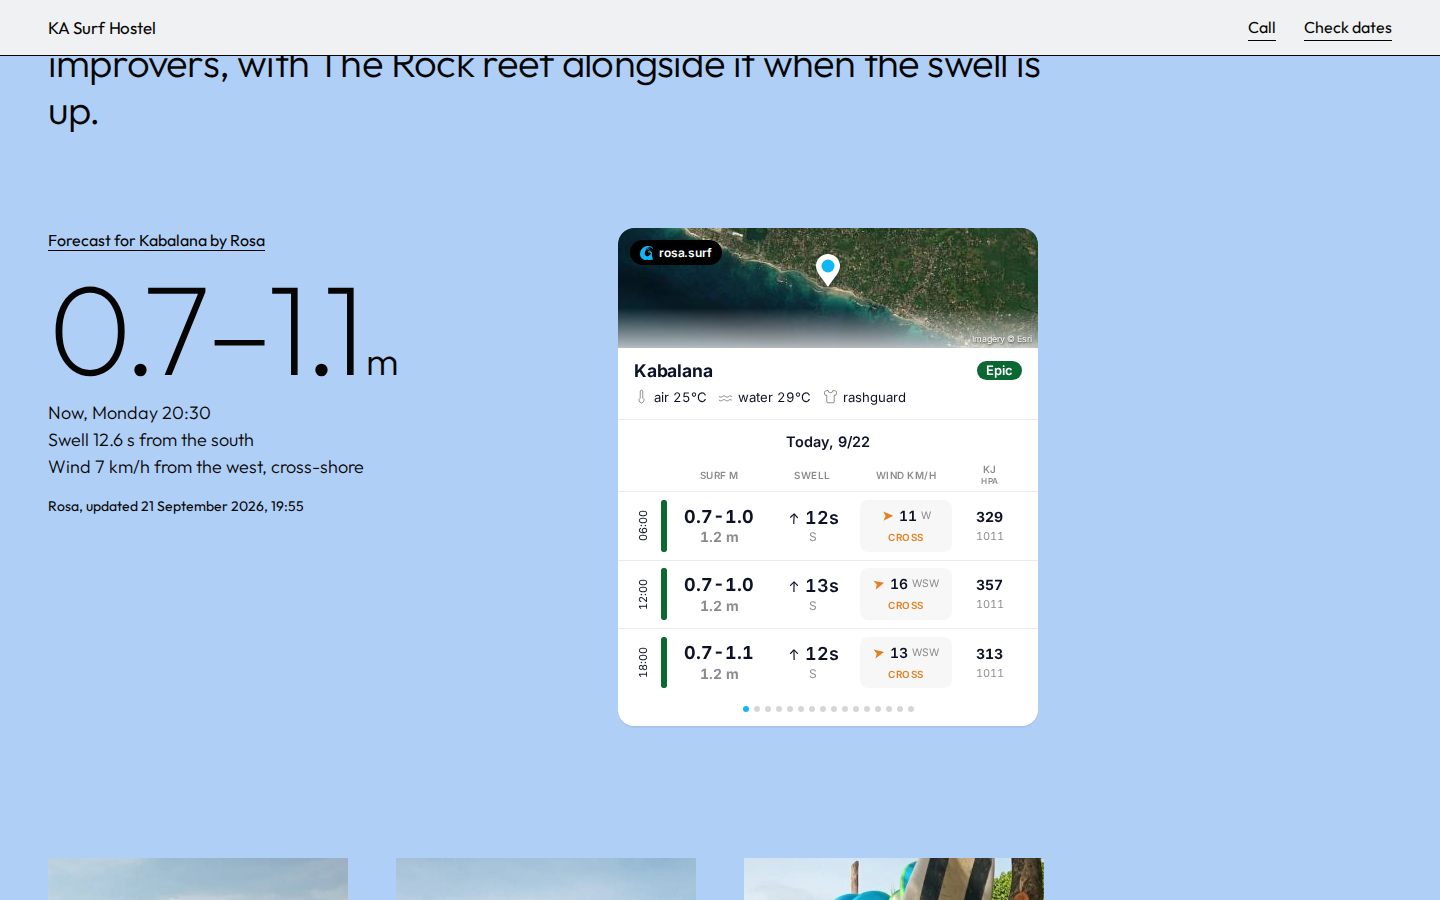 KA Surf Hostel
Call
Check dates
improvers, with The Rock reef alongside it when the swell is
up.
Forecast for Kabalana by Rosa
0.7–1.1 m
Now, Monday 20:30
Swell 12.6 s from the south
Wind 7 km/h from the west, cross-shore
Rosa, updated 21 September 2026, 19:55
rosa.surf
Imagery © Esri
Kabalana
Epic
air 25°C water 29°C rashguard
Today, 9/22
SURF M SWELL WIND KM/H KJ
HPA
06:00 0.7-1.0 ↑ 12s 11 W 329
1.2 m S CROSS 1011
12:00 0.7-1.0 ↑ 13s 16 WSW 357
1.2 m S CROSS 1011
18:00 0.7-1.1 ↑ 12s 13 WSW 313
1.2 m S CROSS 1011